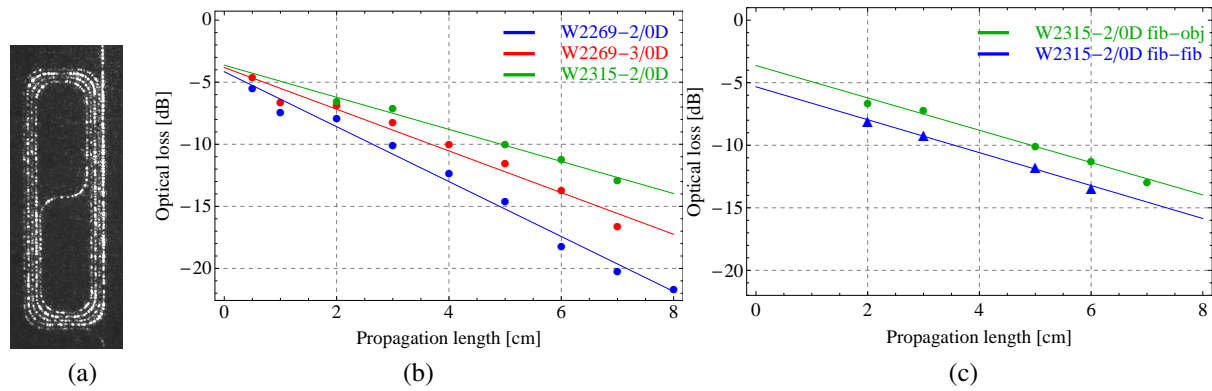 0
−5
−10
−15
−20
Optical loss [dB]
W2269−2/0D
W2269−3/0D
W2315−2/0D
0 2 4 6 8
Propagation length [cm]
0
−5
−10
−15
−20
Optical loss [dB]
W2315−2/0D fib−obj
W2315−2/0D fib−fib
0 2 4 6 8
Propagation length [cm]
(a) (b) (c)